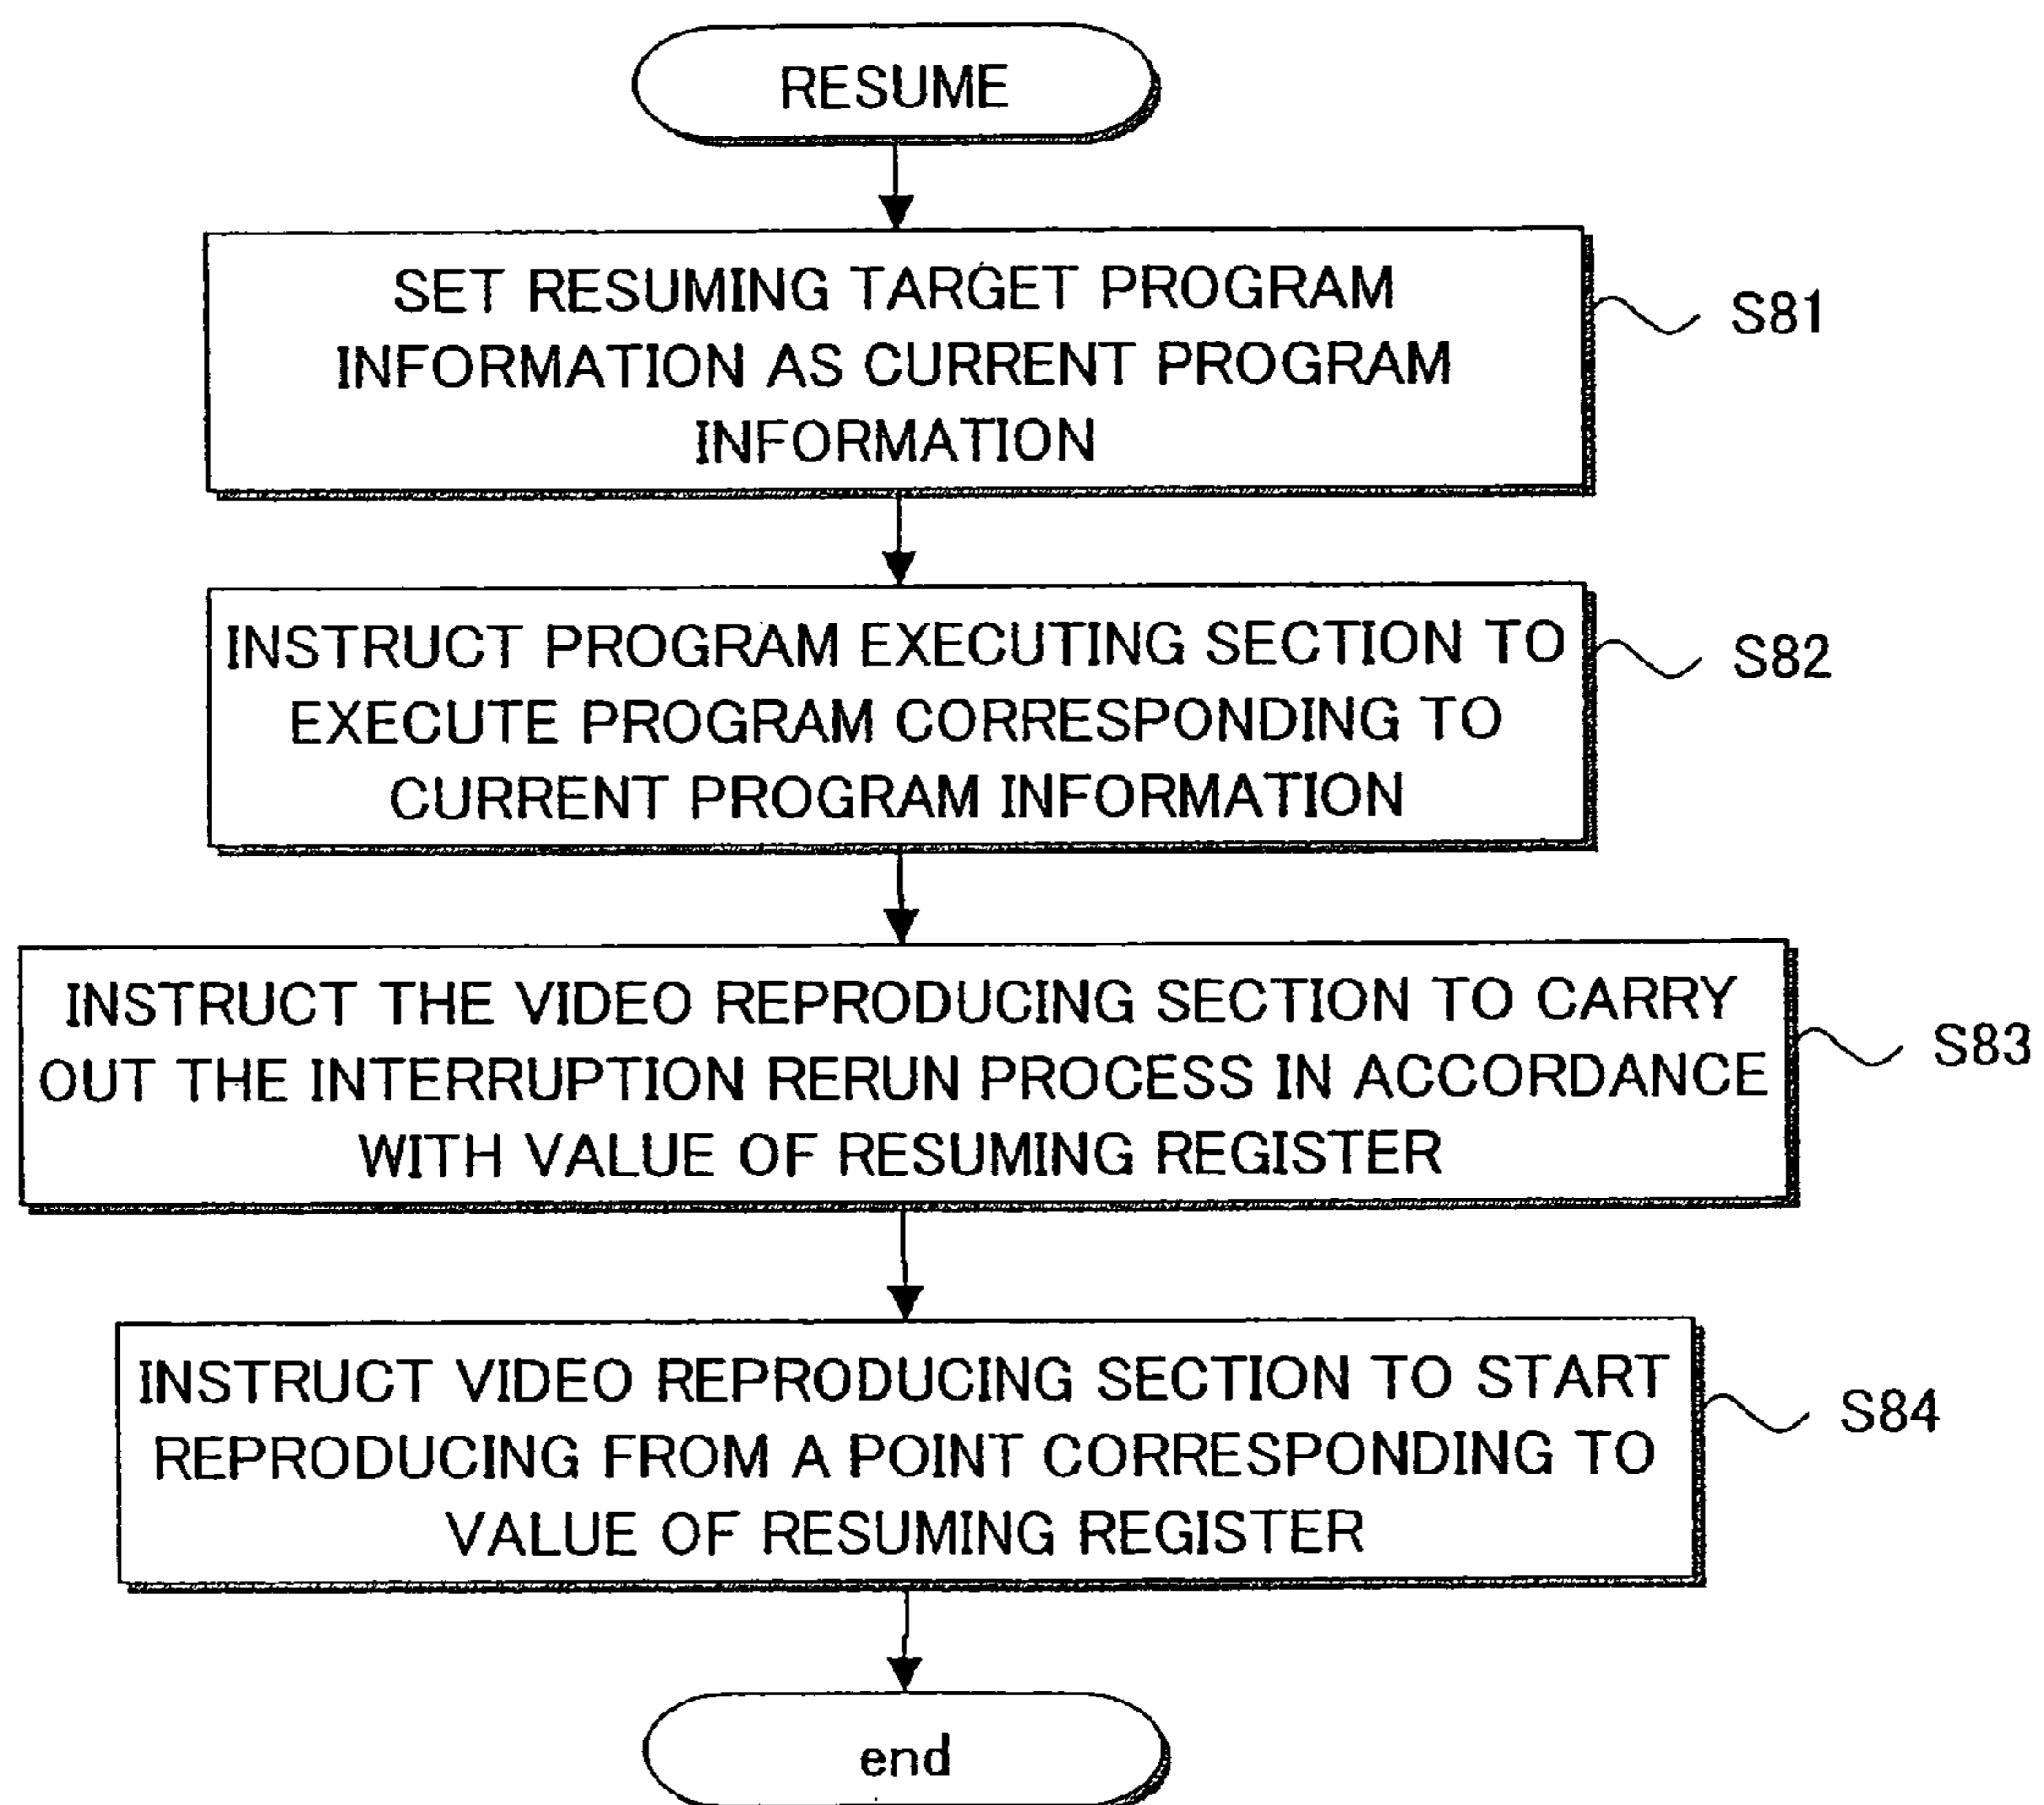 RESUME
SET RESUMING TARGET PROGRAM
INFORMATION AS CURRENT PROGRAM
INFORMATION
S81
INSTRUCT PROGRAM EXECUTING SECTION TO
EXECUTE PROGRAM CORRESPONDING TO
CURRENT PROGRAM INFORMATION
S82
INSTRUCT THE VIDEO REPRODUCING SECTION TO CARRY
OUT THE INTERRUPTION RERUN PROCESS IN ACCORDANCE
WITH VALUE OF RESUMING REGISTER
S83
INSTRUCT VIDEO REPRODUCING SECTION TO START
REPRODUCING FROM A POINT CORRESPONDING TO
VALUE OF RESUMING REGISTER
S84
end